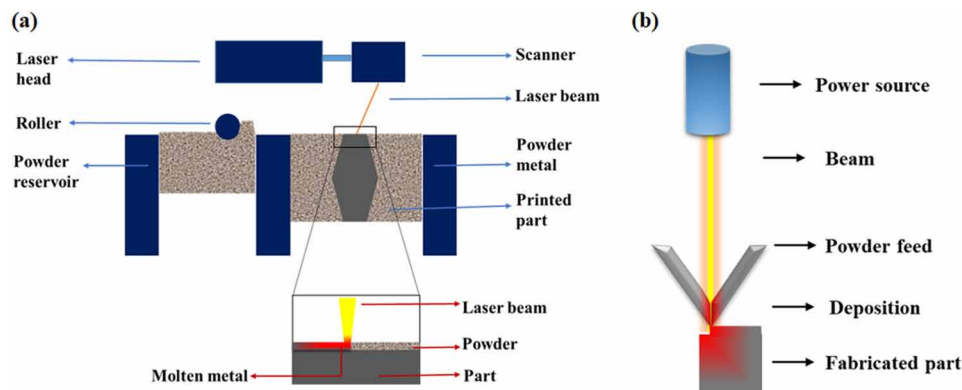 (a)
Laser
head
Scanner
Laser beam
Roller
Powder
reservoir
Powder
metal
Printed
part
Laser beam
Powder
Molten metal
Part
(b)
Power source
Beam
Powder feed
Deposition
Fabricated part